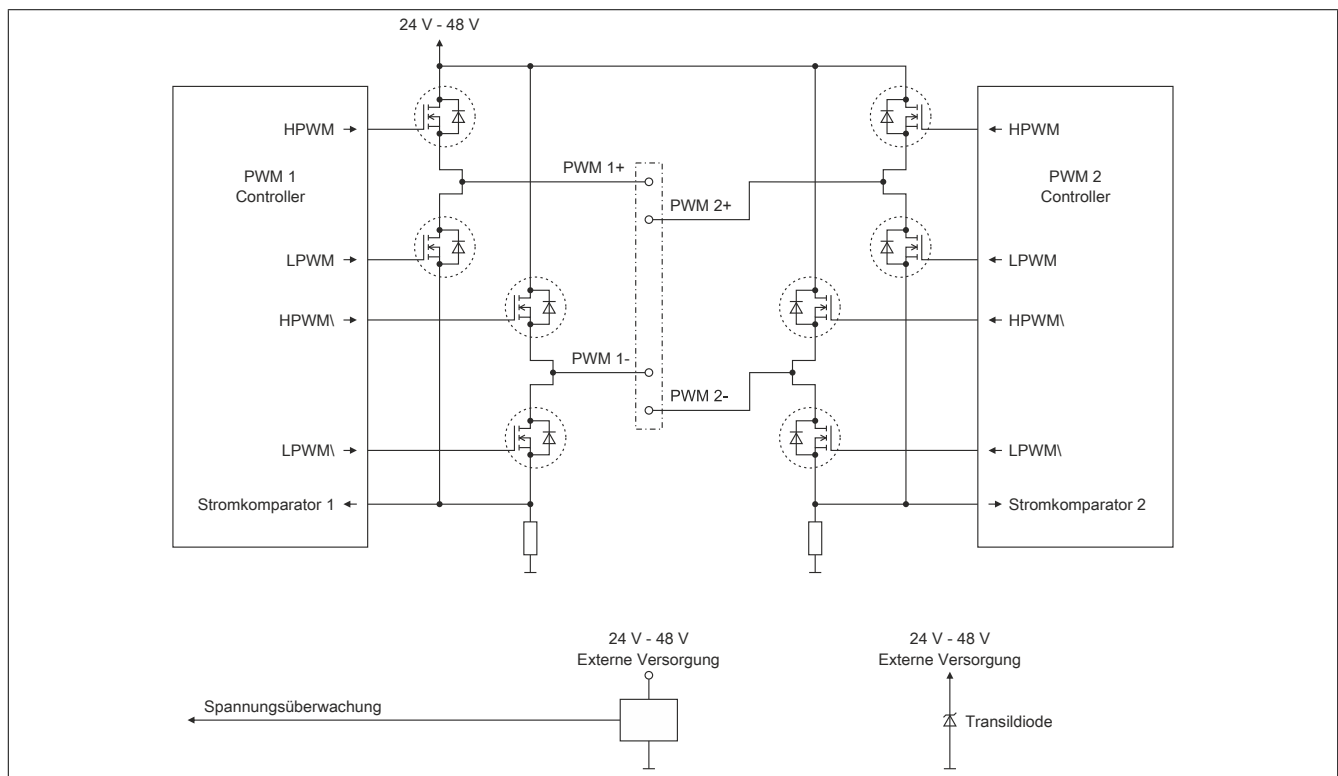 24 V - 48 V
HPWM
PWM 1
Controller
LPWM
HPWM\
LPWM\
Stromkomparator 1
PWM 1+
PWM 2+
PWM 1-
PWM 2-
HPWM
PWM 2
Controller
LPWM
HPWM\
LPWM\
Stromkomparator 2
24 V - 48 V
Externe Versorgung
Spannungsüberwachung
24 V - 48 V
Externe Versorgung
Transildiode